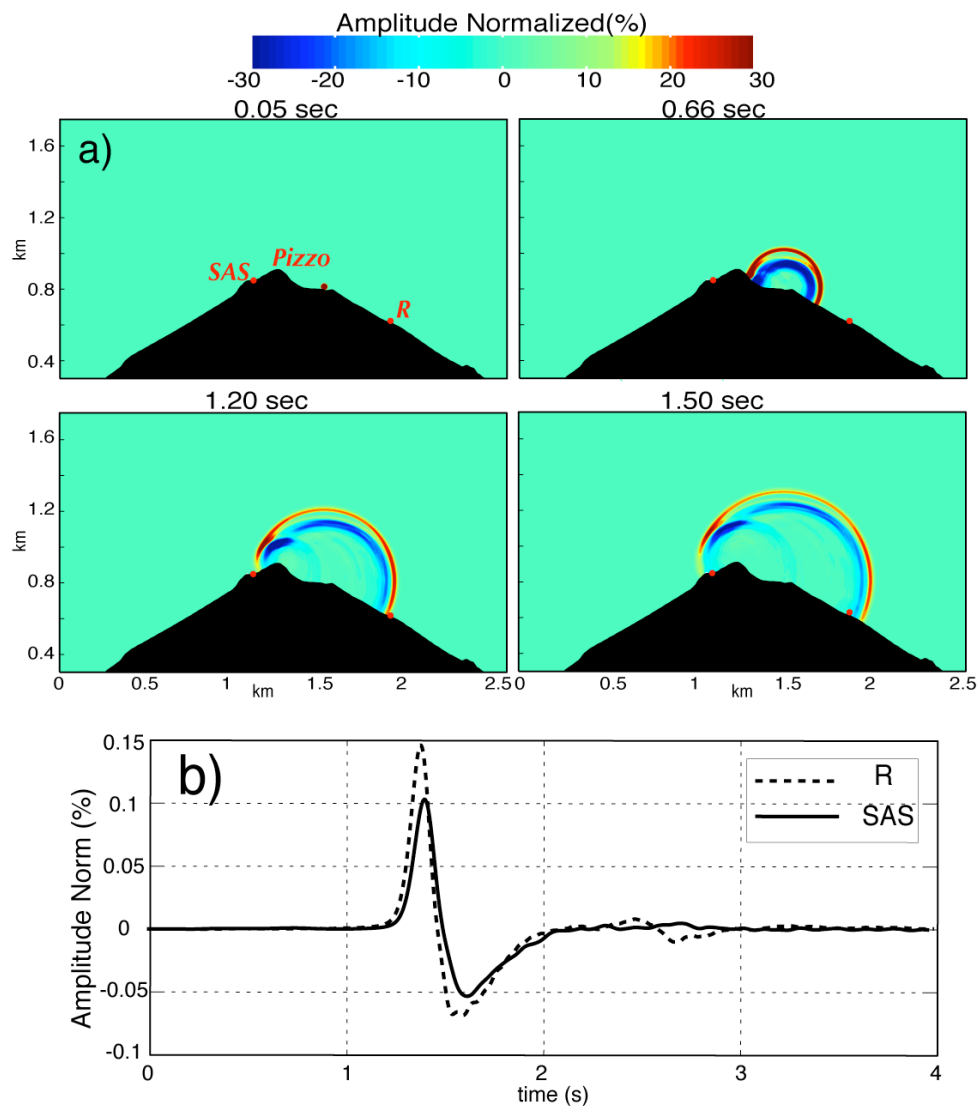 Amplitude Normalized(%)
-30 -20 -10 0 10 20 30
0.05 sec 0.66 sec
a)
1.6
1.2
km
0.8
0.4
SAS Pizzo
R
1.20 sec 1.50 sec
1.6
1.2
km
0.8
0.4
0 0.5 1 km 1.5 2 2.5
0 0.5 1 km 1.5 2 2.5
b)
Amplitude Norm (%)
0.15
0.1
0.05
0
-0.05
-0.1
R
SAS
0 1 2 3 4
time (s)